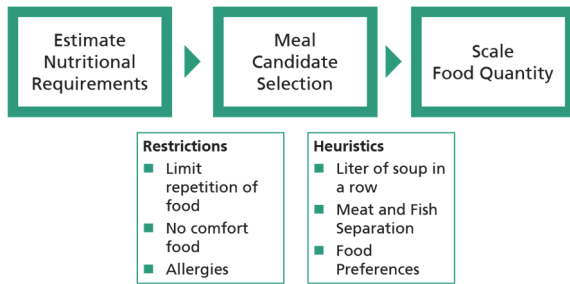 Estimate
Nutritional
Requirements
Meal
Candidate
Selection
Scale
Food Quantity
Restrictions
Limit
repetition of
food
No comfort
food
Allergies
Heuristics
Liter of soup in
a row
Meat and Fish
Separation
Food
Preferences